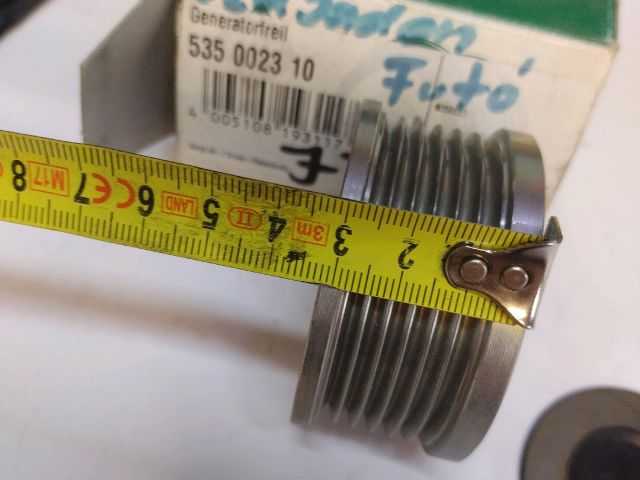 Generatorfreil
535 0023 10
Futó
4 005108 19311
8 M17 7 CE 6 LAND 5 II 4 3m 3 2